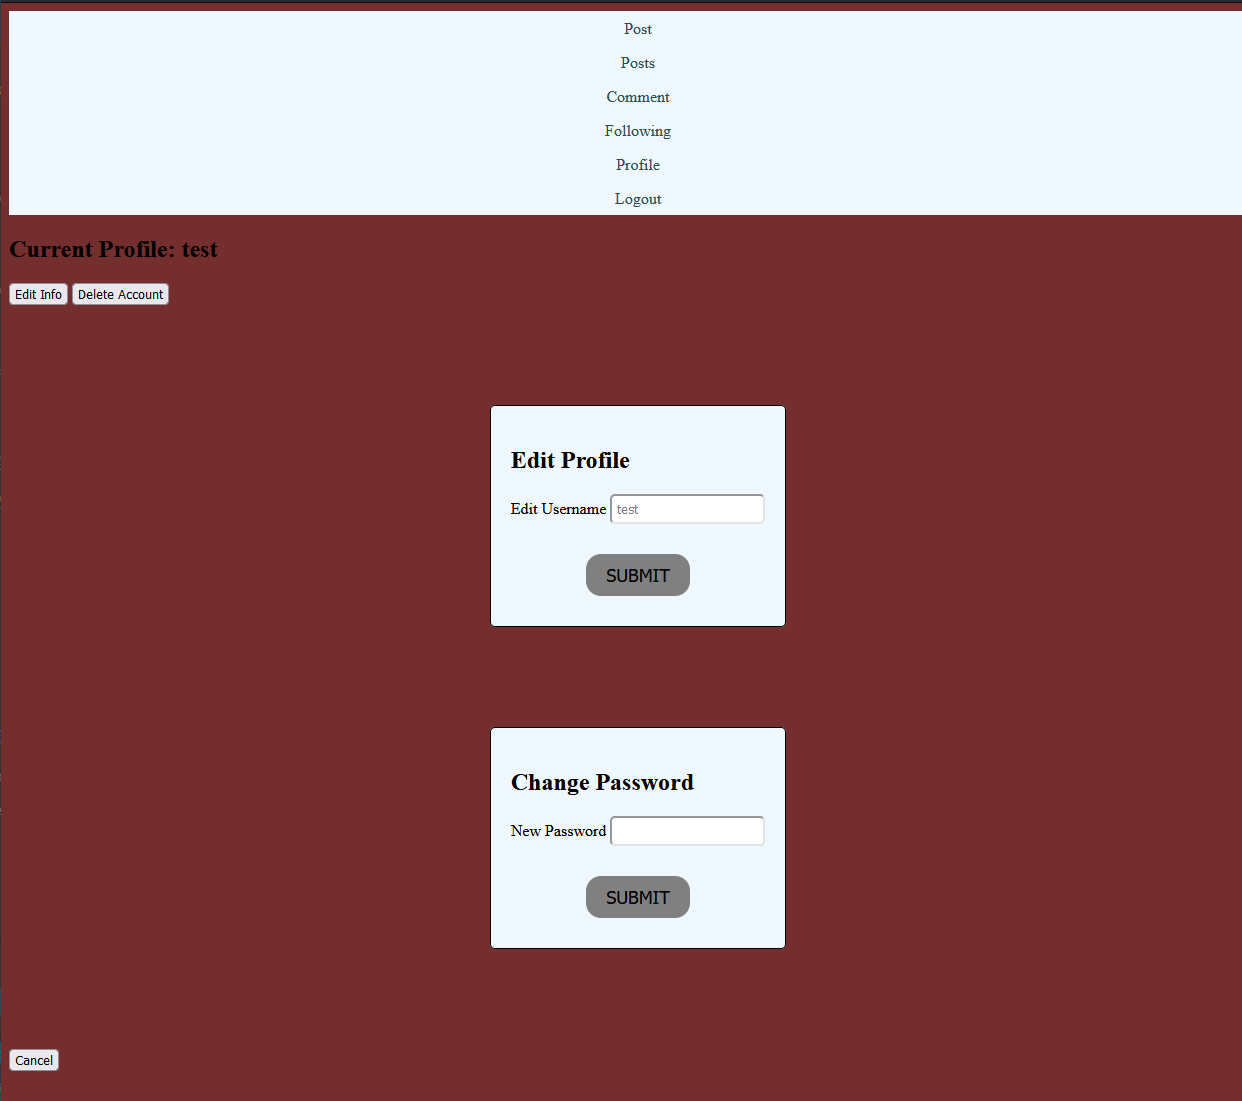 Post
Posts
Comment
Following
Profile
Logout
Current Profile: test
Edit Info Delete Account
Edit Profile
Edit Username test
SUBMIT
Change Password
New Password
SUBMIT
Cancel